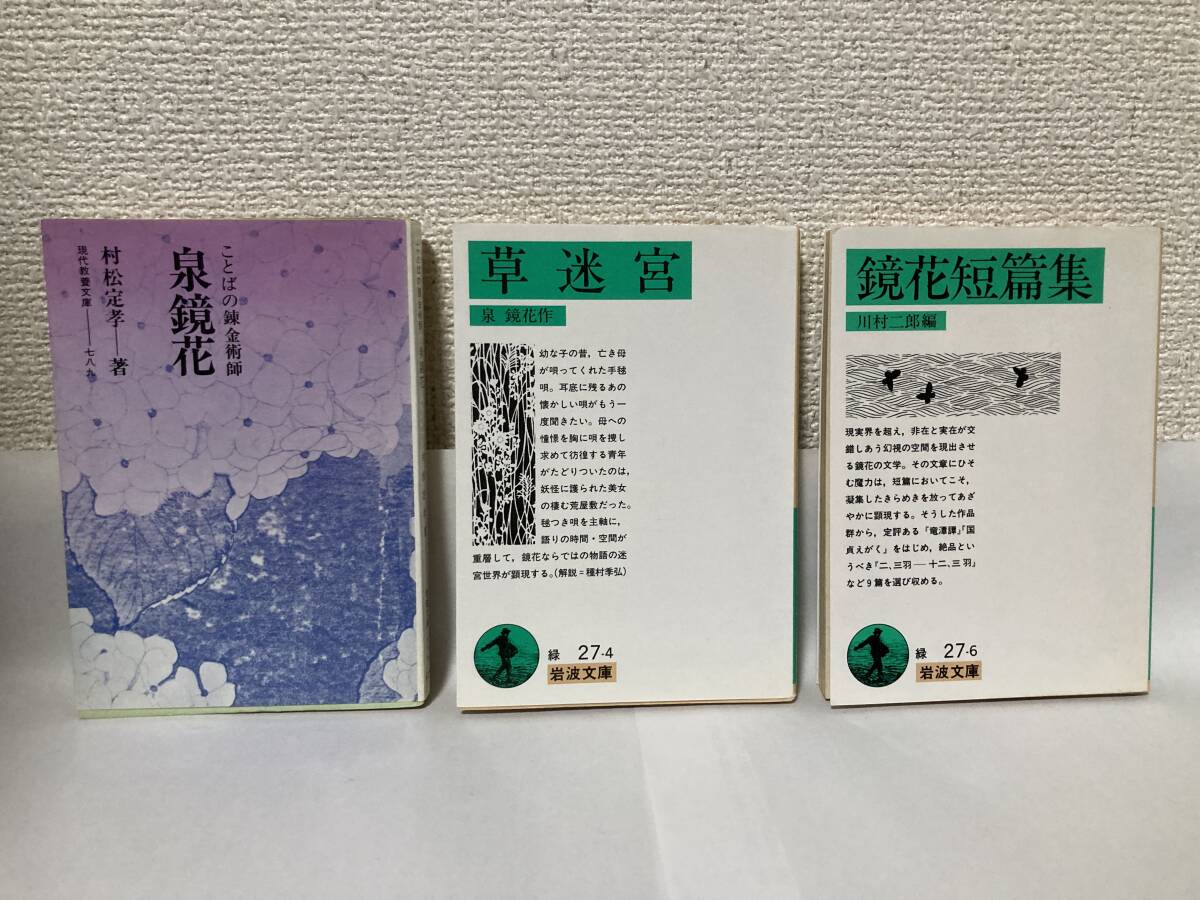 ことばの錬金術師
泉鏡花
村松定孝――著
現代教養文庫――七八九
草迷宮
泉 鏡花作
幼な子の昔，亡き母
が唄ってくれた手毬
唄。耳底に残るあの
懐かしい唄がもう一
度聞きたい。母への
憧憬を胸に唄を捜し
求めて彷徨する青年
がたどりついたのは，
妖怪に護られた美女
の棲む荒屋敷だった。
毬つき唄を主軸に，
語りの時間・空間が
重層して，鏡花ならではの物語の迷
宮世界が顕現する。（解説＝種村季弘）
緑 27-4
岩波文庫
鏡花短篇集
川村二郎編
現実界を超え，非在と実在が交
錯しあう幻視の空間を現出させ
る鏡花の文学。その文章にひそ
む魔力は，短篇においてこそ，
凝集したきらめきを放ってあざ
やかに顕現する。そうした作品
群から，定評ある『竜潭譚』『国
貞えがく』をはじめ，絶品とい
うべき『二，三羽――十二，三羽』
など9篇を選び収める。
緑 27-6
岩波文庫